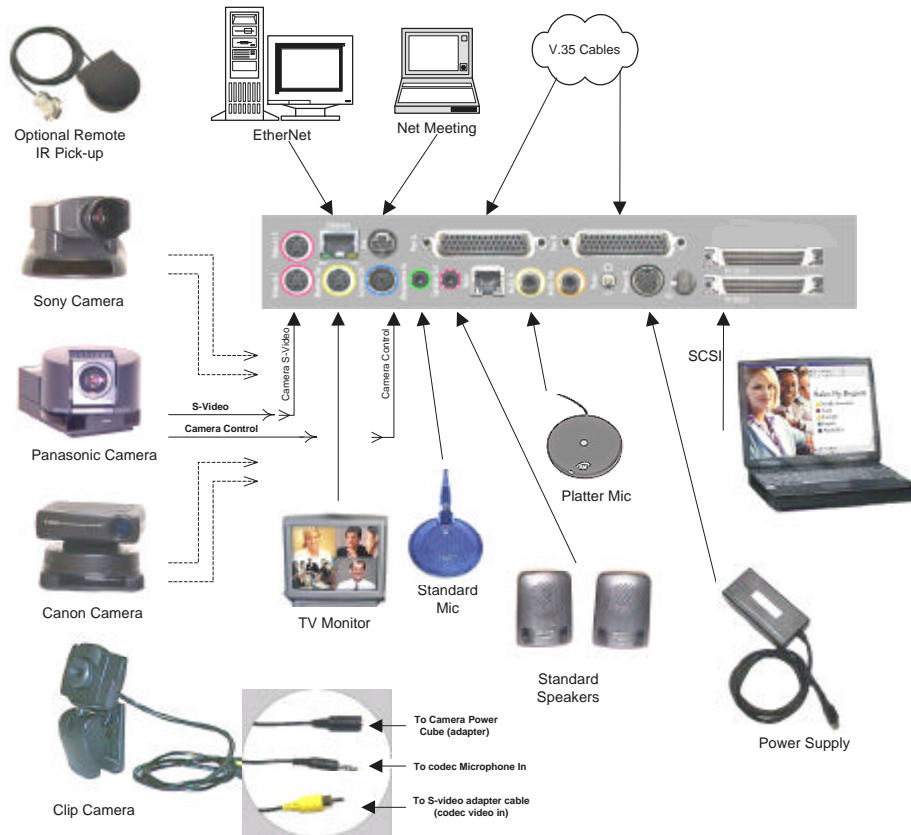 V.35 Cables
EtherNet
Net Meeting
Optional Remote
IR Pick-up
Sony Camera
Camera S-Video
Camera Control
SCSI
S-Video
Camera Control
Panasonic Camera
Platter Mic
Standard
Mic
Canon Camera
TV Monitor
Standard
Speakers
To Camera Power
Cube (adapter)
To codec Microphone In
To S-video adapter cable
(codec video in)
Power Supply
Clip Camera